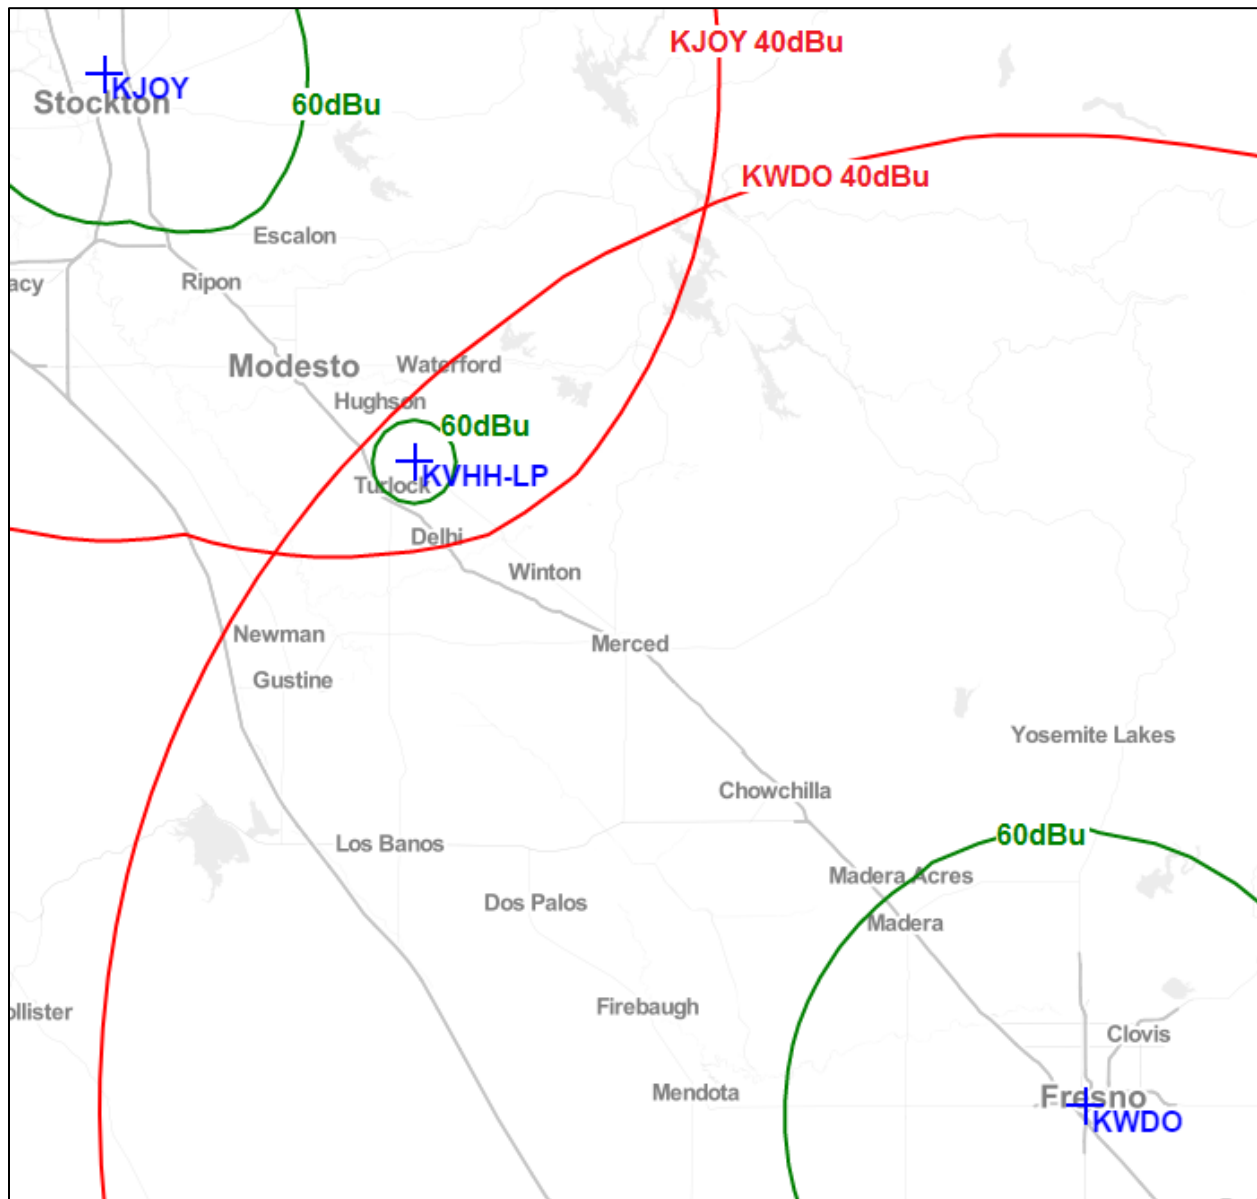 KJOY 40dBu
KJOY
Stockton
60dBu
KWDO 40dBu
Escalon
acy
Ripon
Modesto
Waterford
Hughson
60dBu
KVHH-LP
Turlock
Delhi
Winton
Newman
Merced
Gustine
Yosemite Lakes
Chowchilla
60dBu
Los Banos
Madera Acres
Dos Palos
Madera
Firebaugh
ollister
Clovis
Mendota
Fresno
KWDO